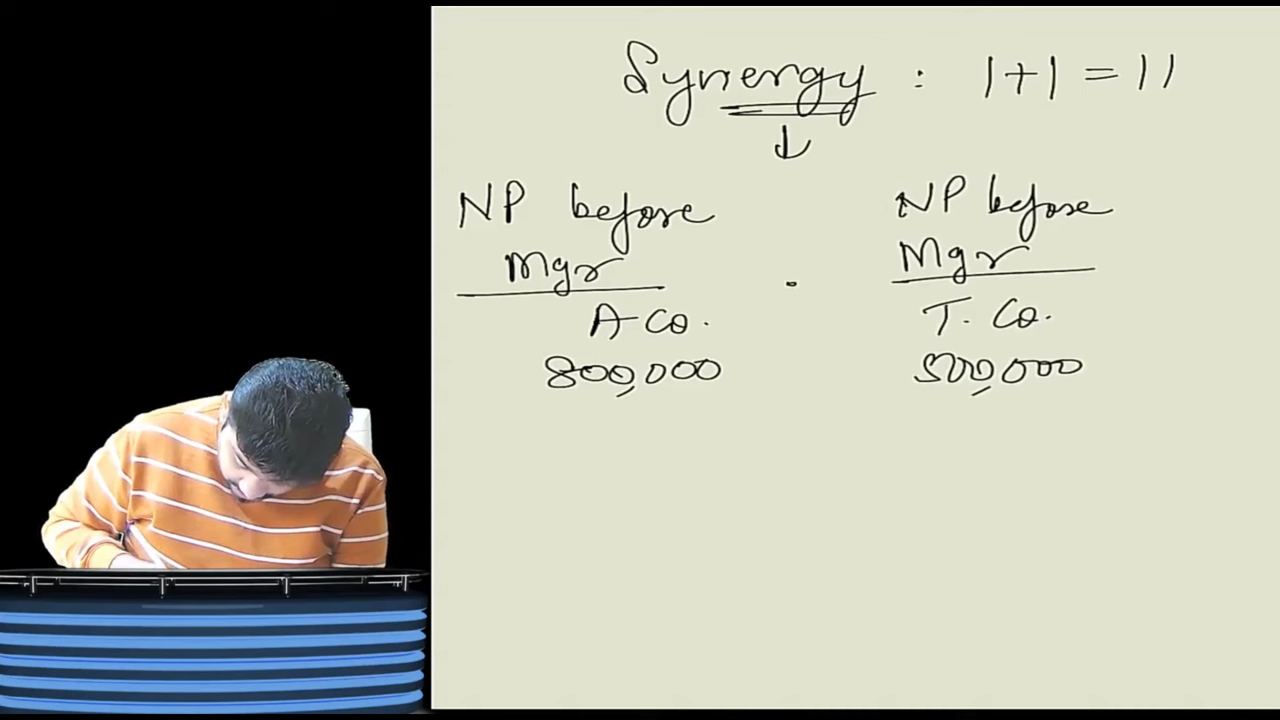 Synergy : 1+1 = 11
↓
NP before
Mgr
A Co.
800,000
NP before
Mgr
T. Co.
500,000